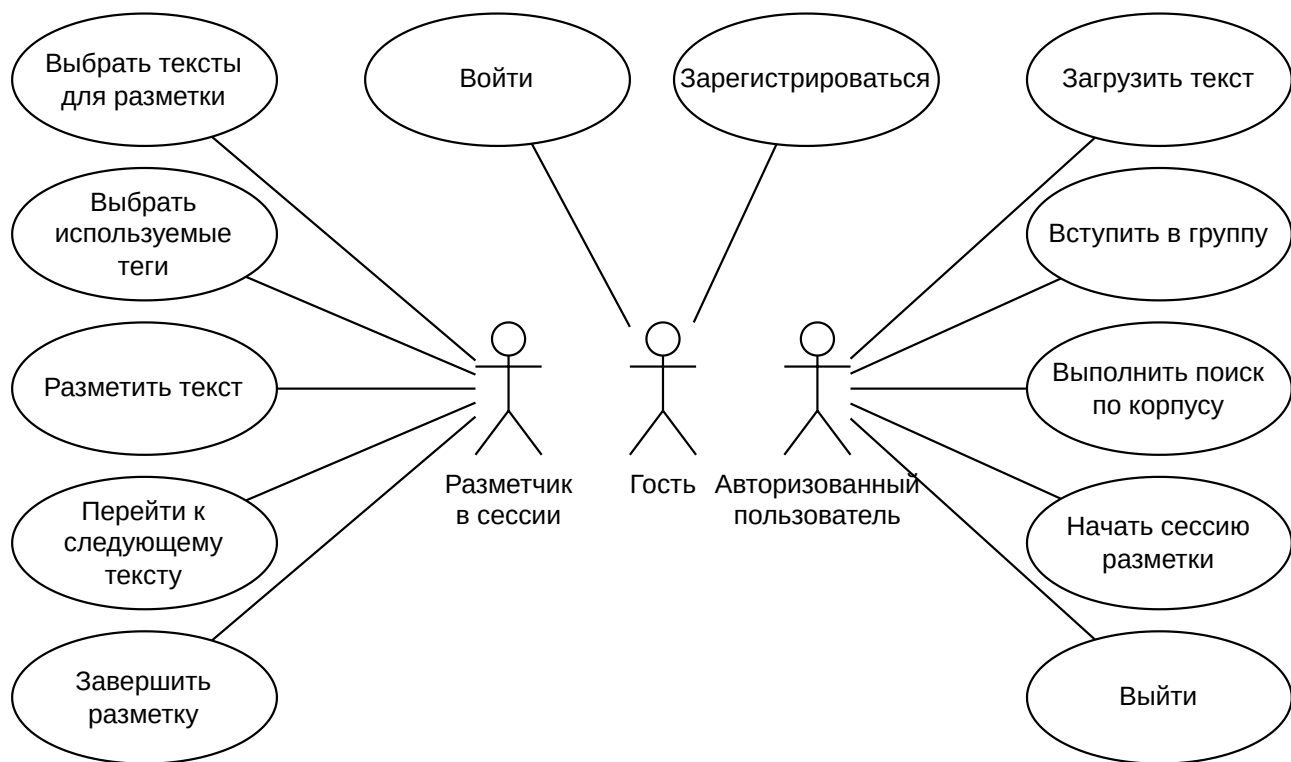 Выбрать тексты
для разметки
Войти
Зарегистрироваться
Загрузить текст
Выбрать
используемые
теги
Вступить в группу
Разметить текст
Выполнить поиск
по корпусу
Разметчик
в сессии
Гость
Авторизованный
пользователь
Перейти к
следующему
тексту
Начать сессию
разметки
Завершить
разметку
Выйти